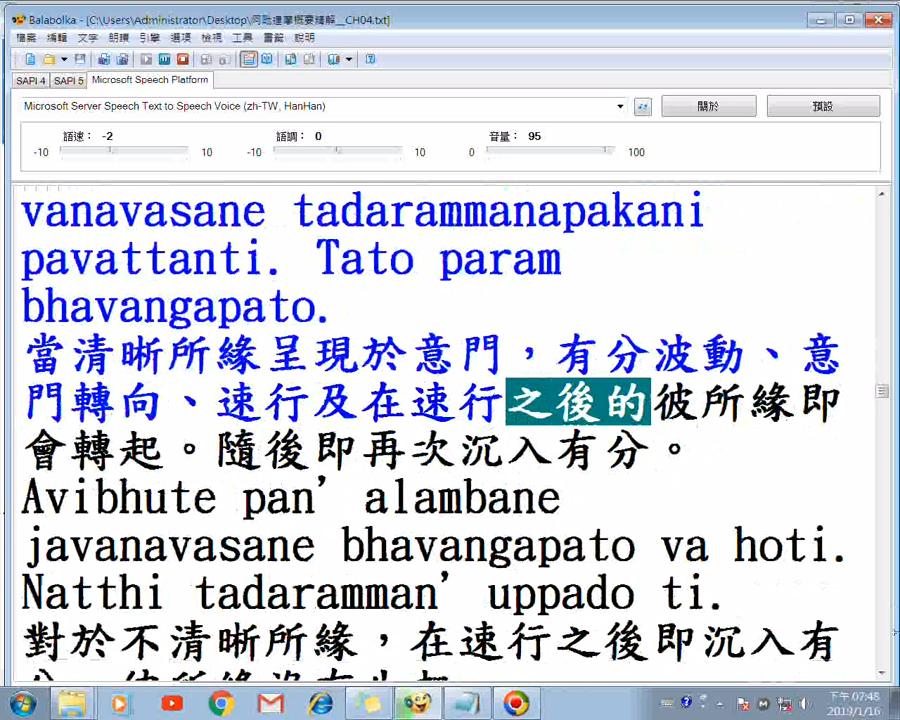 Balabolka - [C:\Users\Administrator\Desktop\阿毗達摩概要精解__CH04.txt]
檔案 編輯 文字 朗讀 引擎 選項 檢視 工具 書籤 說明
SAPI 4 SAPI 5 Microsoft Speech Platform
Microsoft Server Speech Text to Speech Voice (zh-TW, HanHan) 關於 預設
語速： -2 語調： 0 音量： 95
-10 10 -10 10 0 100
vanavasane tadarammanapakani
pavattanti. Tato param
bhavangapato.
當清晰所緣呈現於意門，有分波動、意
門轉向、速行及在速行之後的彼所緣即
會轉起。隨後即再次沉入有分。
Avibhute pan’ alambane
javanavasane bhavangapato va hoti.
Natthi tadaramman’ uppado ti.
對於不清晰所緣，在速行之後即沉入有
下午 07:48
2019/1/16